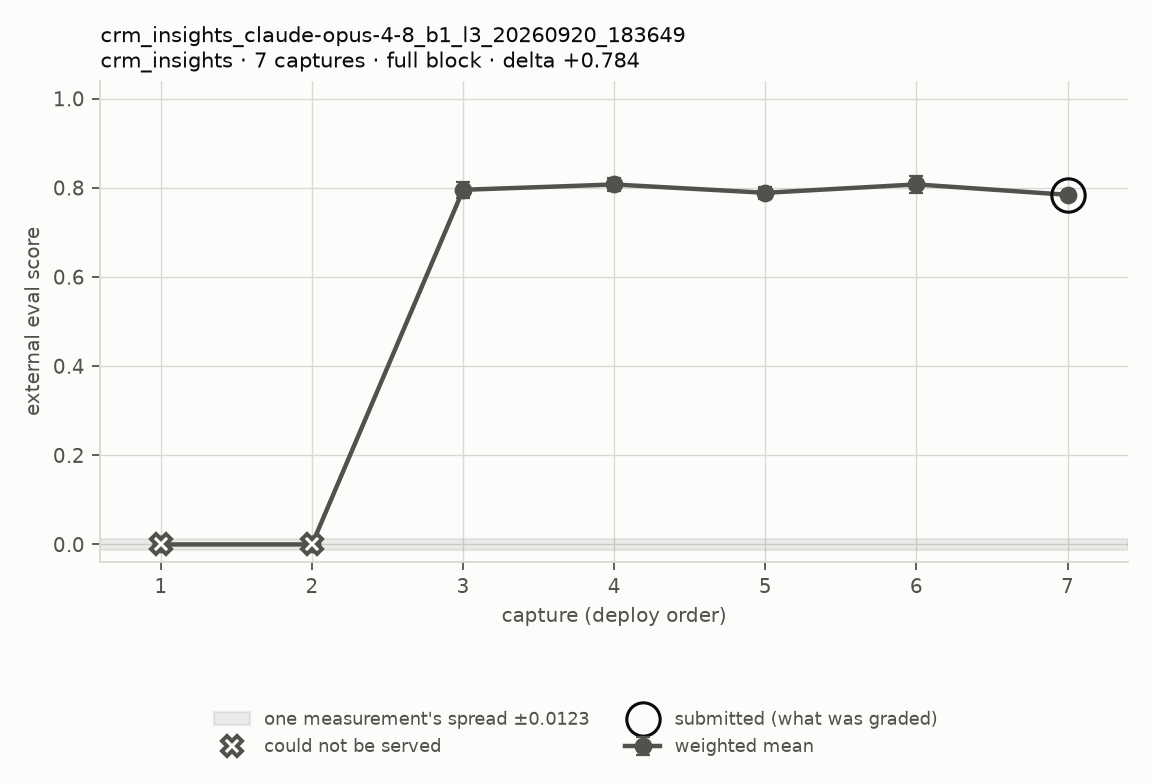 crm_insights_claude-opus-4-8_b1_l3_20260920_183649
crm_insights · 7 captures · full block · delta +0.784
external eval score
1.0
0.8
0.6
0.4
0.2
0.0
1 2 3 4 5 6 7
capture (deploy order)
one measurement's spread ±0.0123
could not be served
submitted (what was graded)
weighted mean